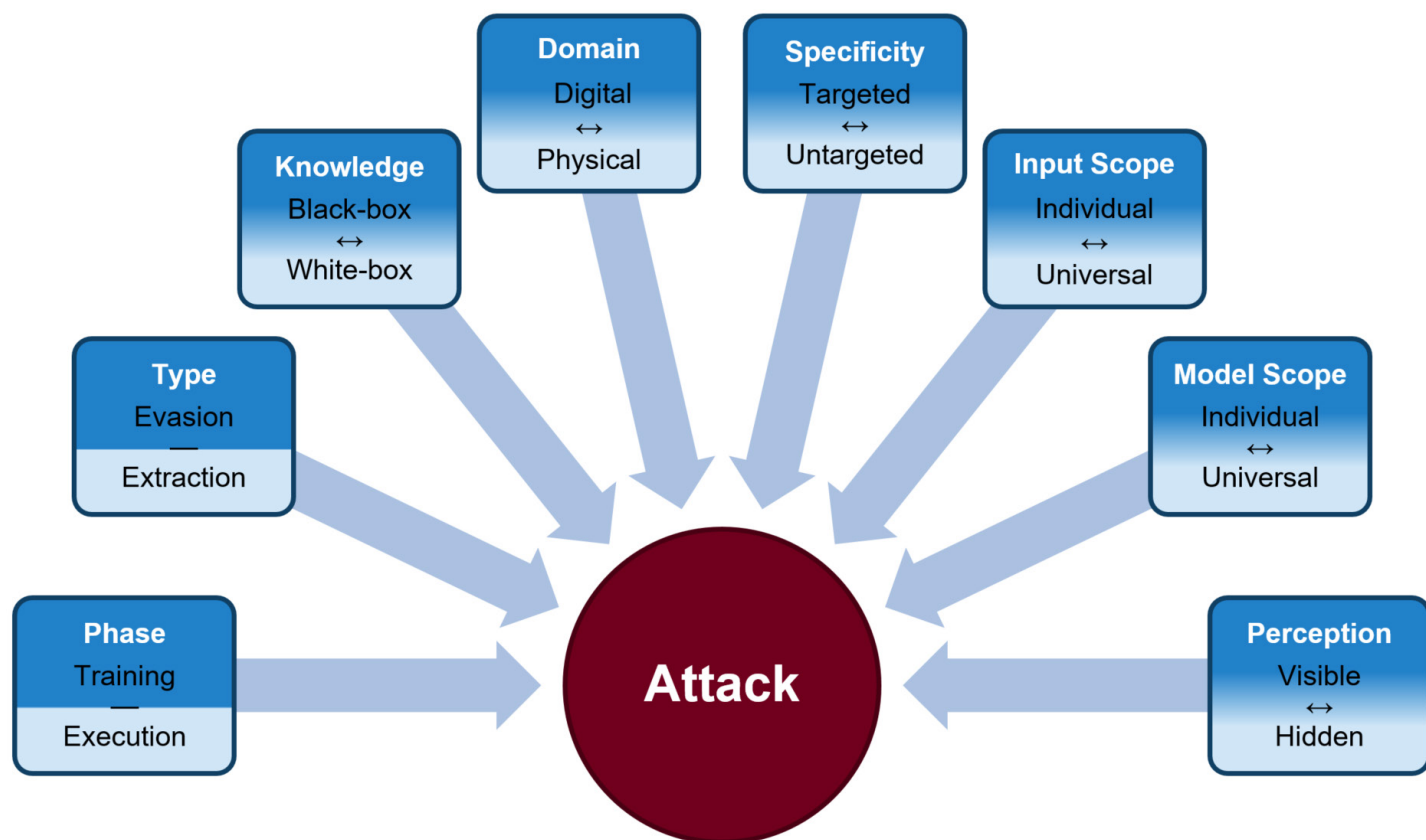 Domain
Digital
↔
Physical
Specificity
Targeted
↔
Untargeted
Knowledge
Black-box
↔
White-box
Input Scope
Individual
↔
Universal
Type
Evasion
—
Extraction
Model Scope
Individual
↔
Universal
Phase
Training
—
Execution
Attack
Perception
Visible
↔
Hidden